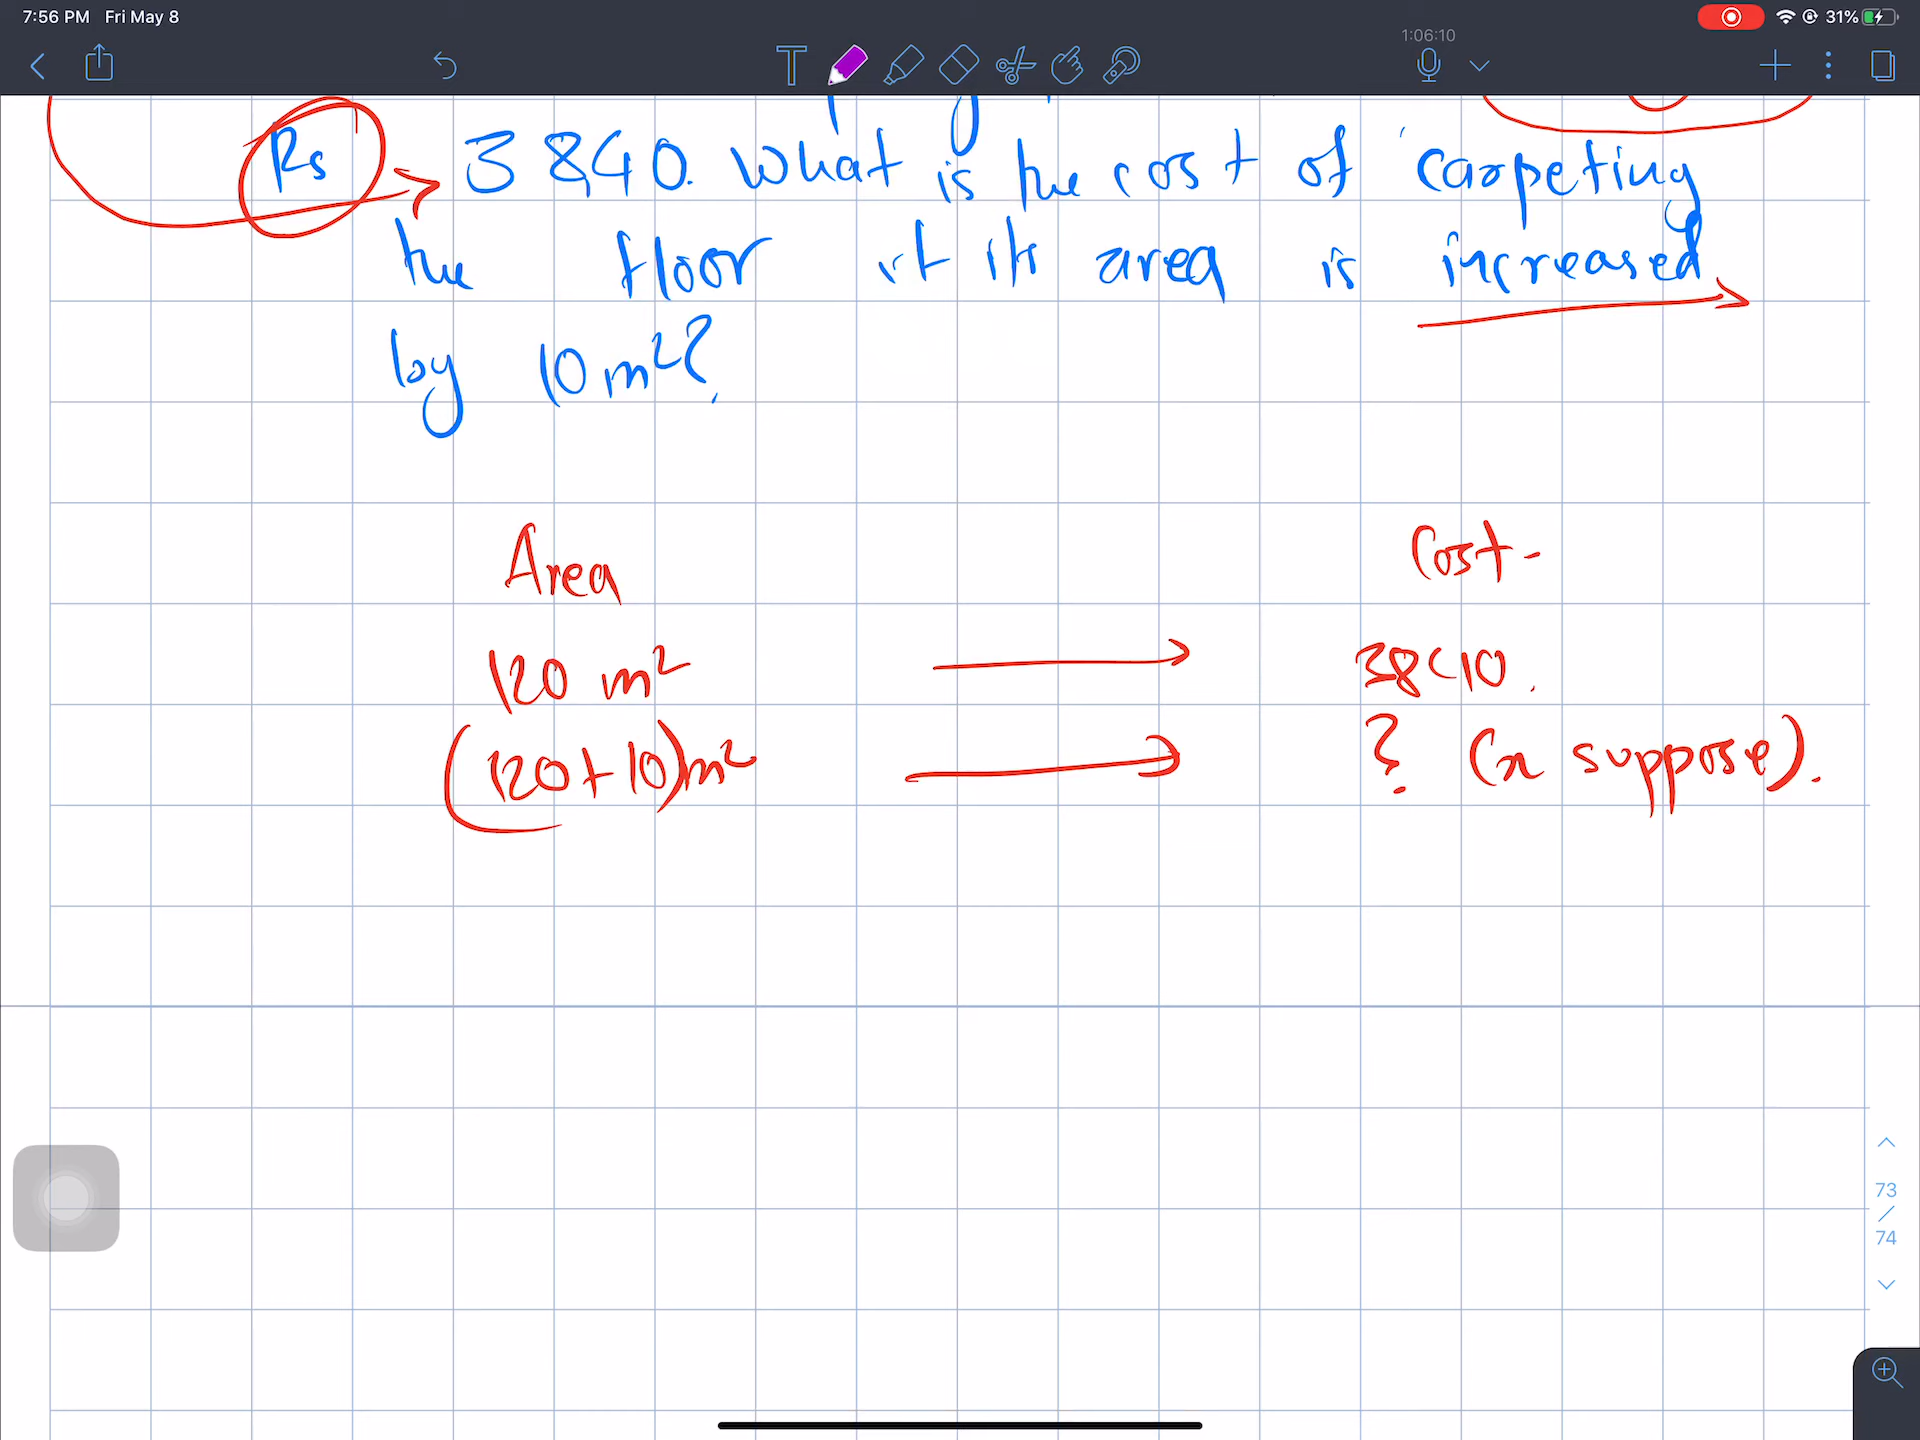 7:56 PM Fri May 8
31%
1:06:10
Rs 3840. What is the cost of carpeting
the floor if its area is increased
by 10 m²?
Area Cost-
120 m² 3840.
(120+10)m² ? (x suppose).
73
/
74